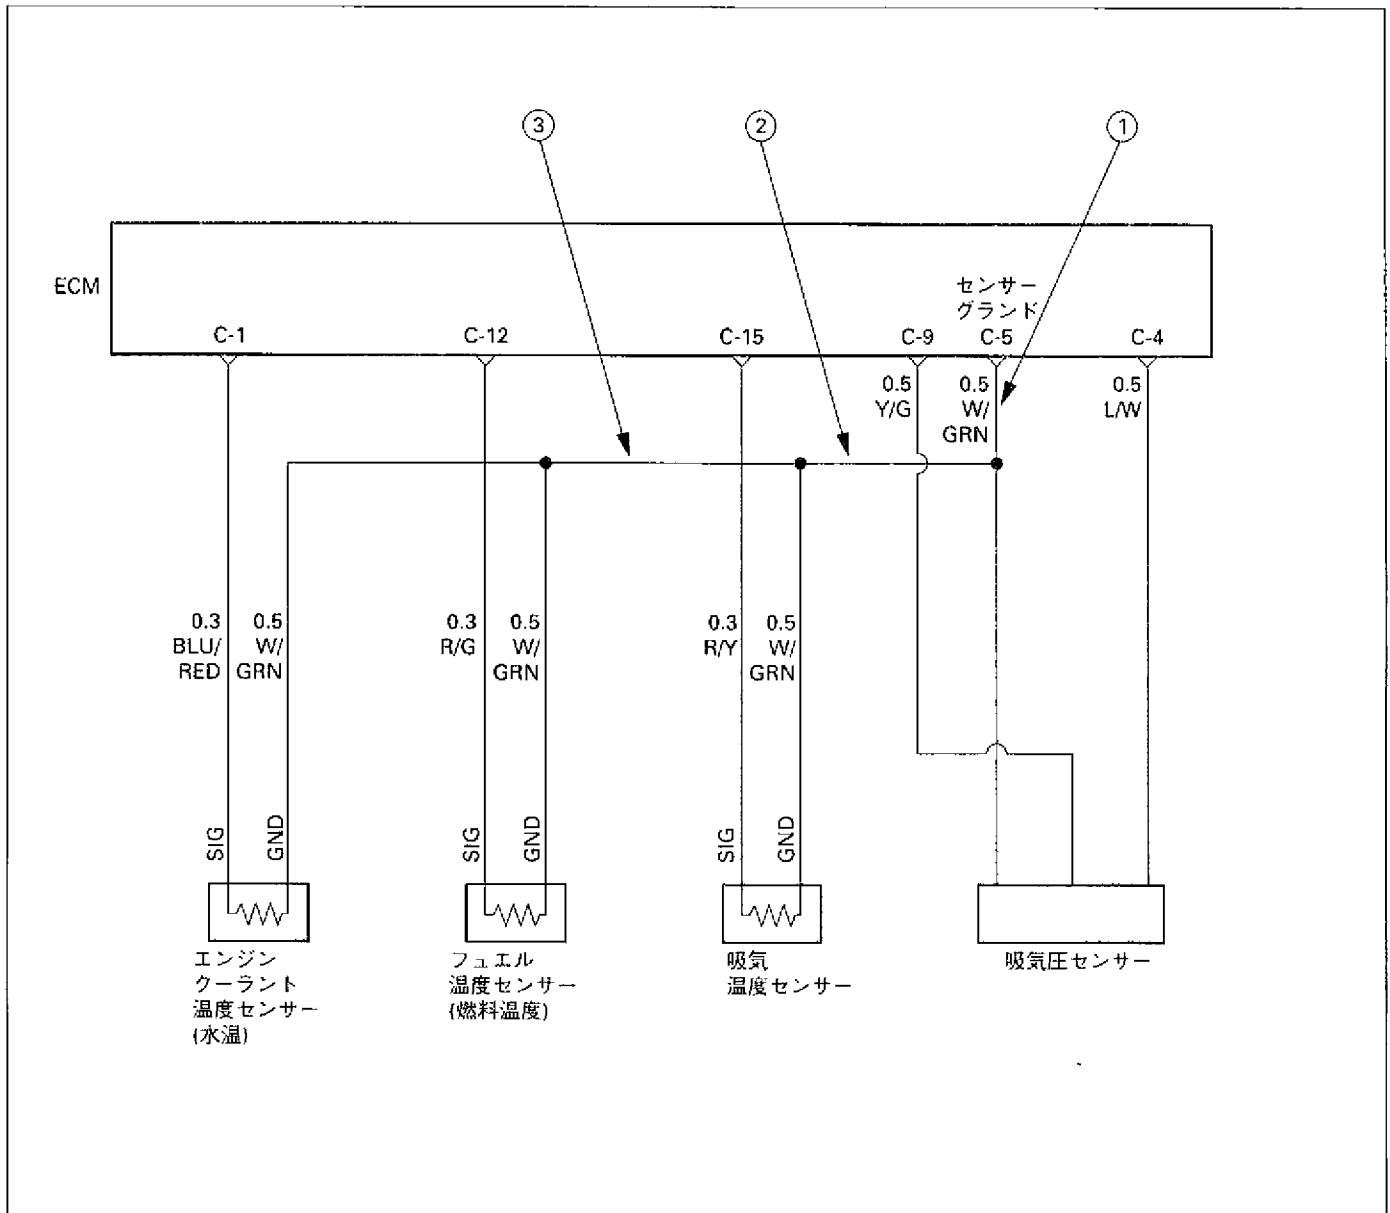 ③
②
①
ECM
センサー
グランド
C-1
C-12
C-15
C-9
C-5
C-4
0.5
Y/G
0.5
W/
GRN
0.5
L/W
0.3
BLU/
RED
0.5
W/
GRN
0.3
R/G
0.5
W/
GRN
0.3
R/Y
0.5
W/
GRN
SIG
GND
SIG
GND
SIG
GND
エンジン
クーラント
温度センサー
(水温)
フュエル
温度センサー
(燃料温度)
吸気
温度センサー
吸気圧センサー